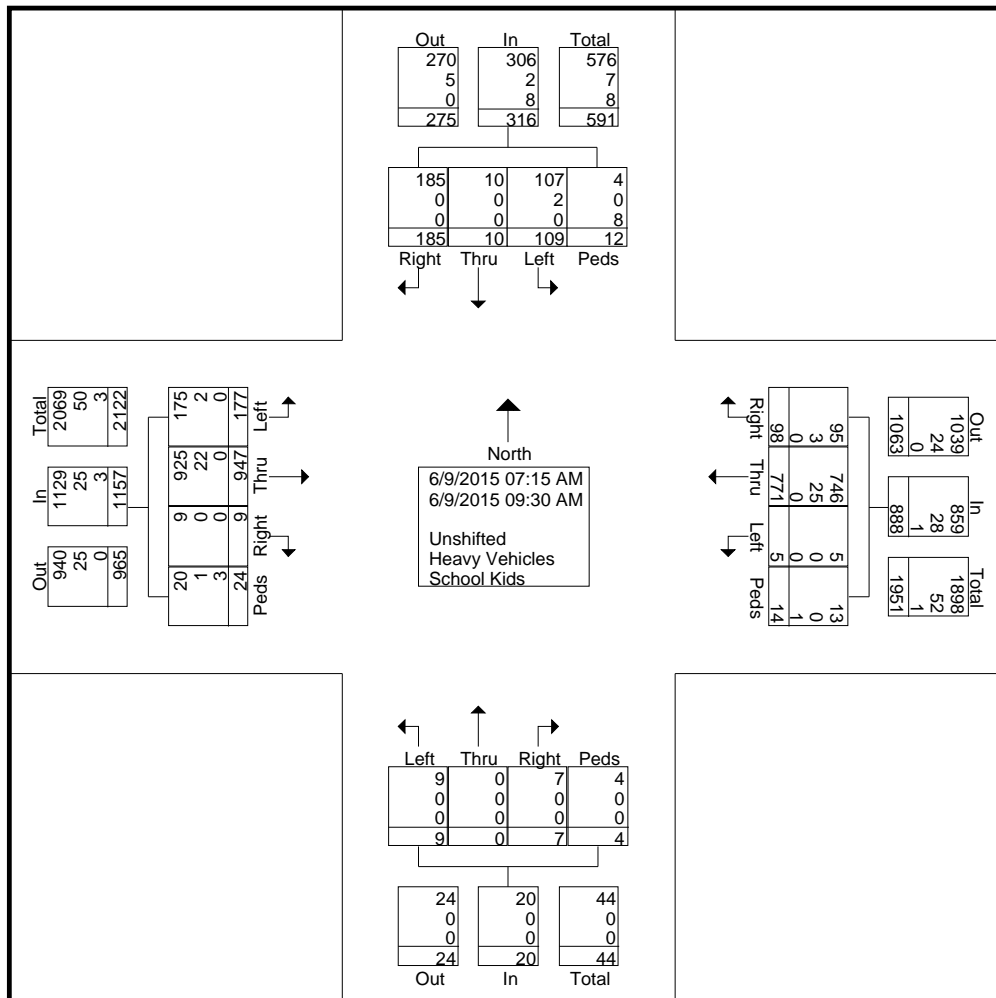 Out In Total
270 306 576
5 2 7
0 8 8
275 316 591
185 10 107 4
0 0 2 0
0 0 0 8
185 10 109 12
Right Thru Left Peds
Total
2069
50
3
2122
In
1129
25
3
1157
Out
940
25
0
965
175
2
0
177
Left
925
22
0
947
Thru
9
0
0
9
Right
20
1
3
24
Peds
North
6/9/2015 07:15 AM
6/9/2015 09:30 AM
Unshifted
Heavy Vehicles
School Kids
Right
95
3
0
98
Thru
746
25
0
771
Left
5
0
0
5
Peds
13
0
1
14
Out
1039
24
0
1063
In
859
28
1
888
Total
1898
52
1
1951
Left Thru Right Peds
9 0 7 4
0 0 0 0
0 0 0 0
9 0 7 4
24 20 44
0 0 0
0 0 0
24 20 44
Out In Total